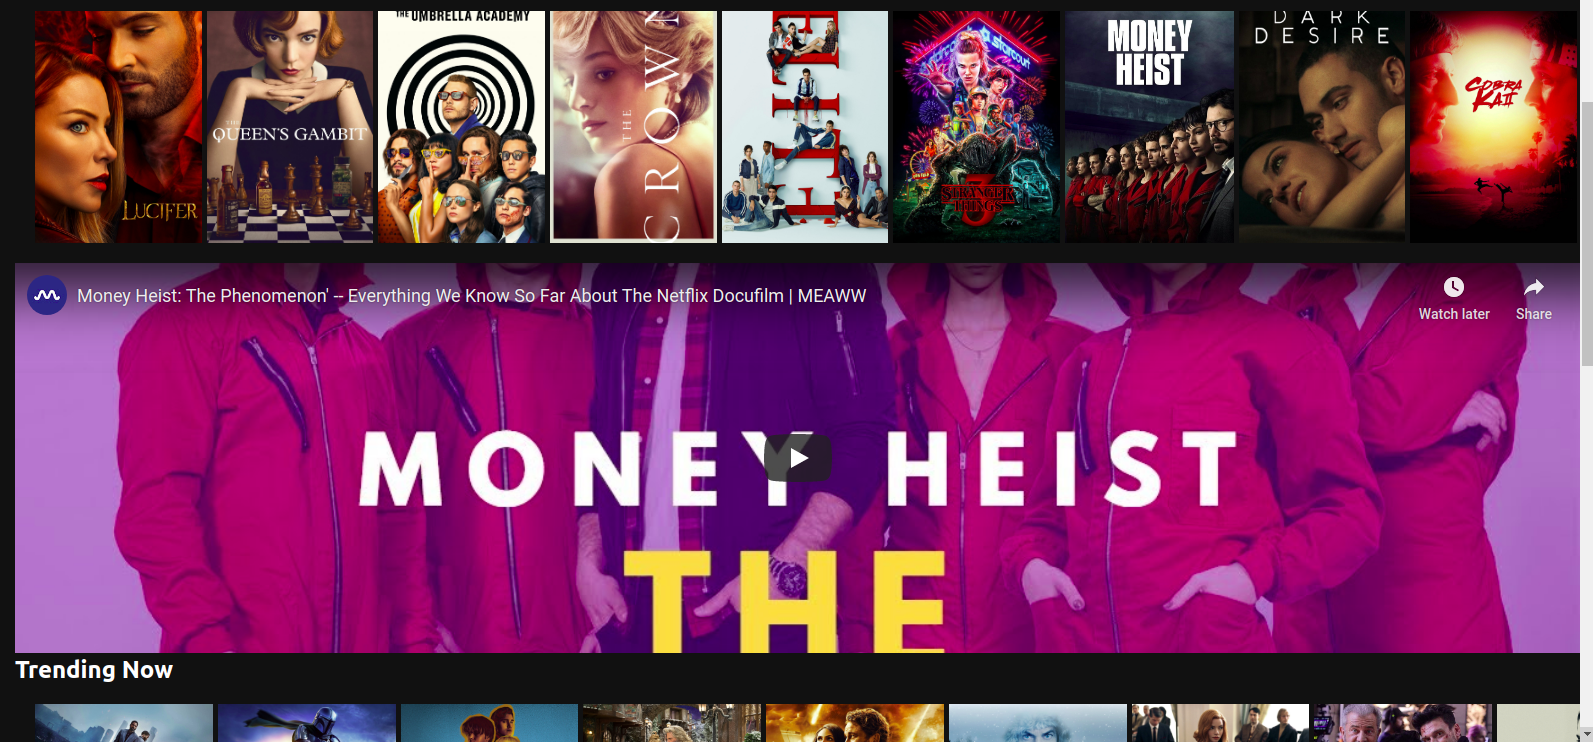 LUCIFER
THE
QUEEN'S GAMBIT
THE UMBRELLA ACADEMY
THE
CROWN
ELITE
starcourt
STRANGER
THINGS
3
MONEY
HEIST
DARK
DESIRE
COBRA
KAI
Money Heist: The Phenomenon' -- Everything We Know So Far About The Netflix Docufilm | MEAWW
Watch later
Share
MONEY HEIST
THE
Trending Now